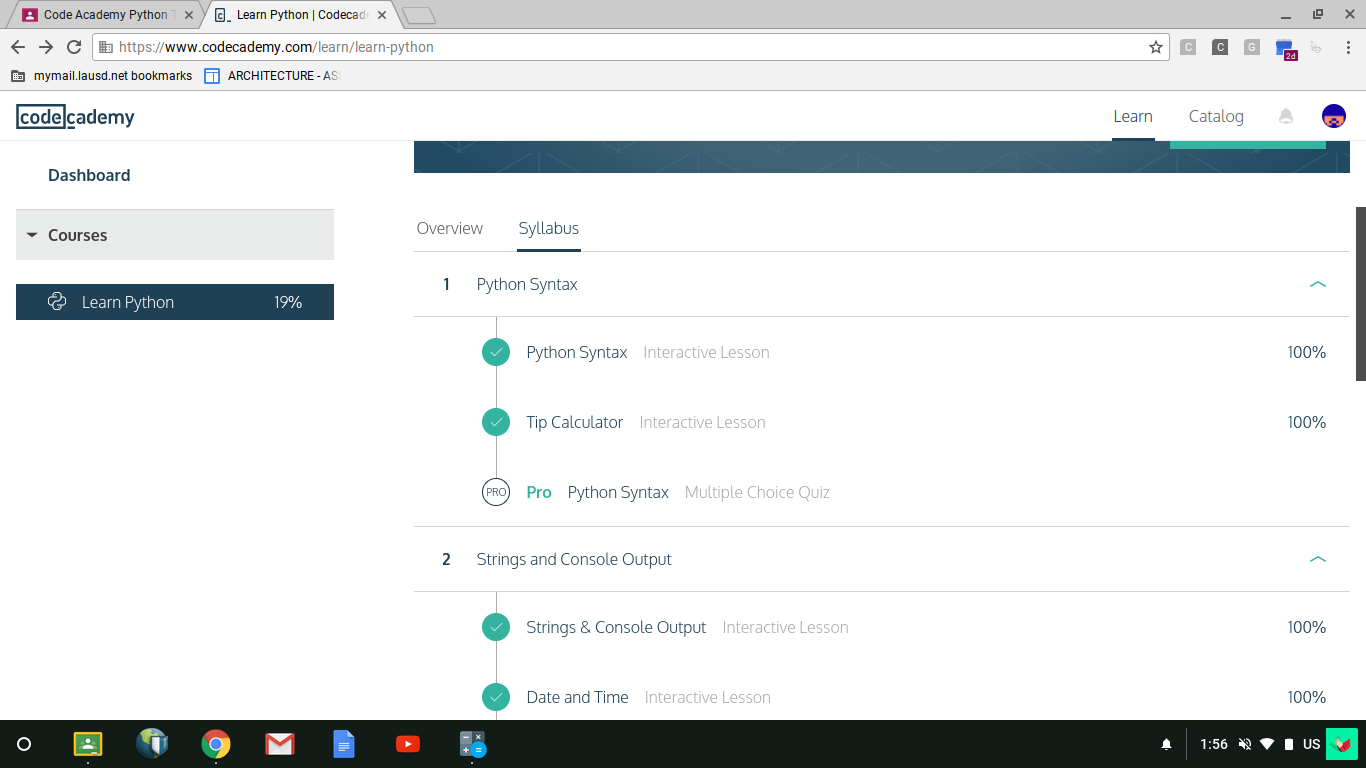 Code Academy Python T
Learn Python | Codecade
https://www.codecademy.com/learn/learn-python
C C G 2d
mymail.lausd.net bookmarks ARCHITECTURE - ASS
codecademy Learn Catalog
Dashboard
Courses
Learn Python 19%
Overview Syllabus
1 Python Syntax
Python Syntax Interactive Lesson 100%
Tip Calculator Interactive Lesson 100%
PRO Pro Python Syntax Multiple Choice Quiz
2 Strings and Console Output
Strings & Console Output Interactive Lesson 100%
Date and Time Interactive Lesson 100%
1:56 US